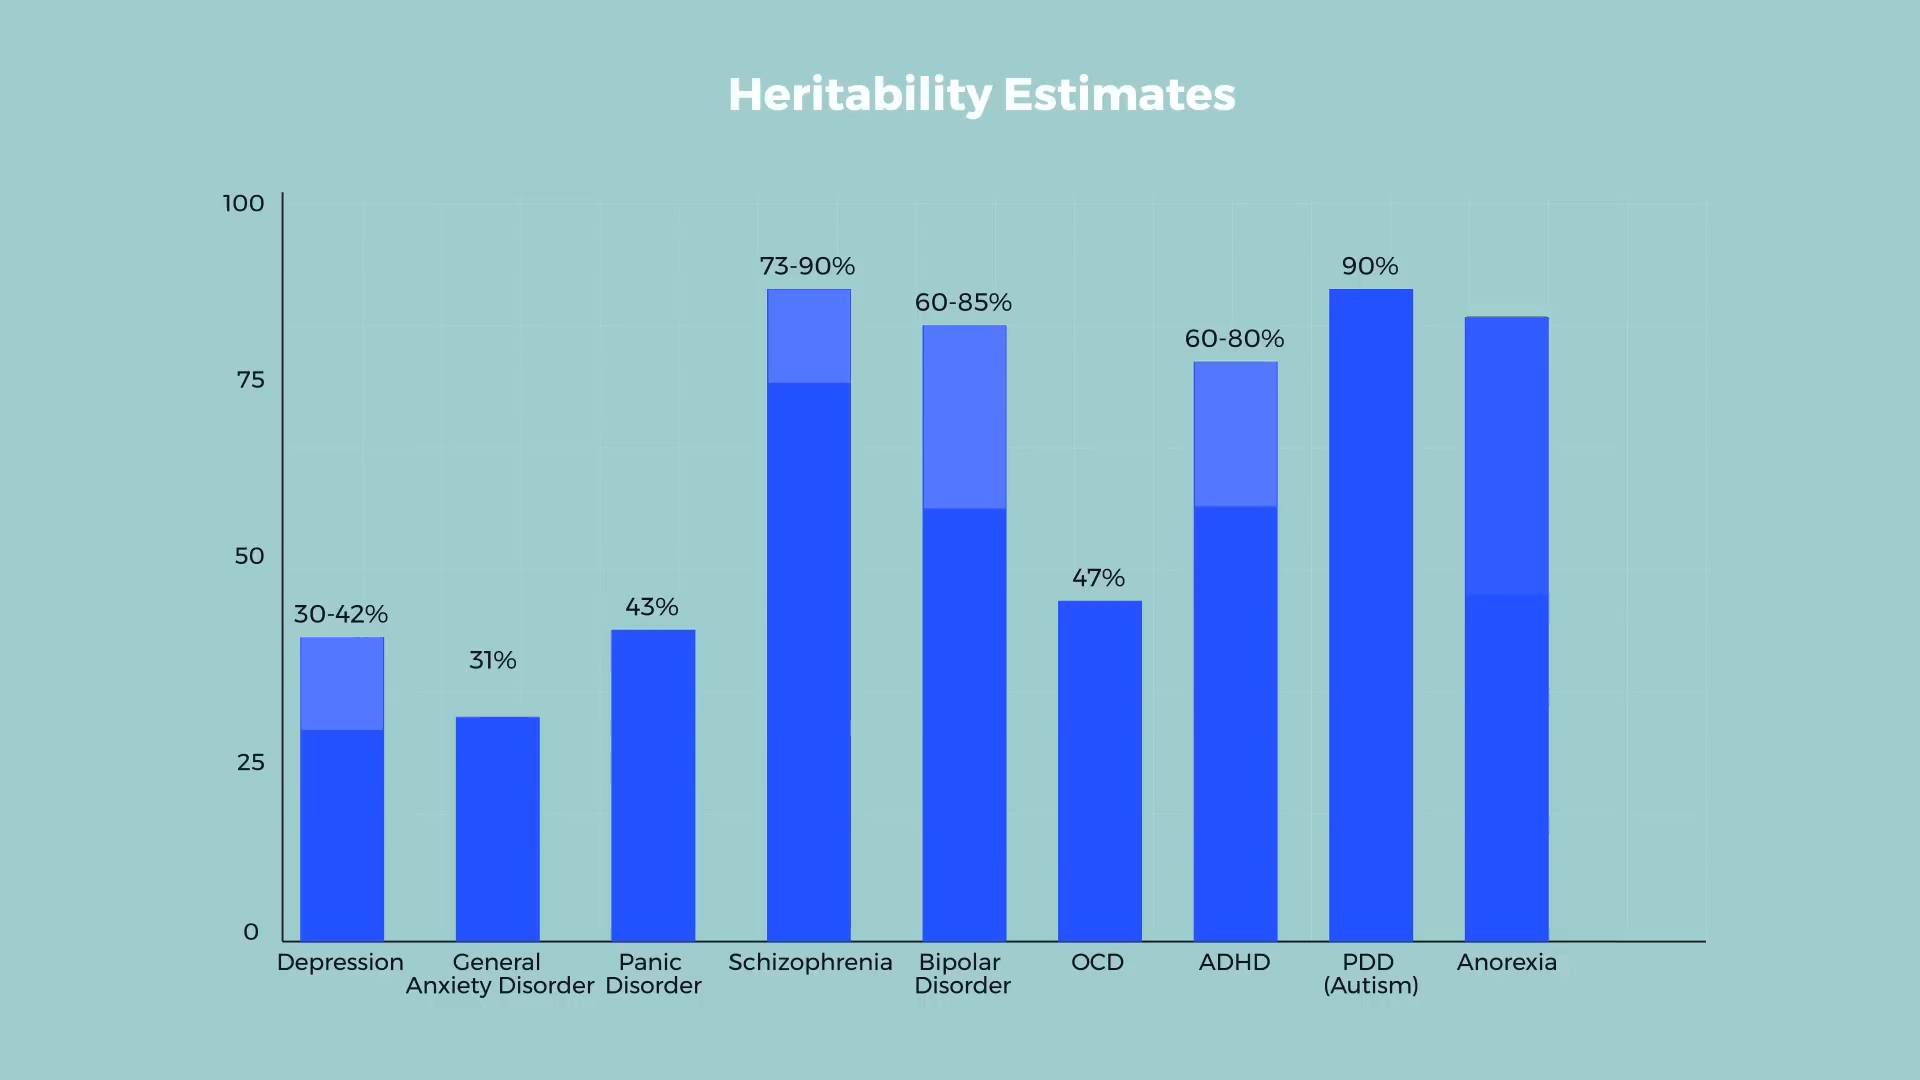 Heritability Estimates
100
75
50
25
0
30-42%
31%
43%
73-90%
60-85%
47%
60-80%
90%
Depression
General
Anxiety Disorder
Panic
Disorder
Schizophrenia
Bipolar
Disorder
OCD
ADHD
PDD
(Autism)
Anorexia